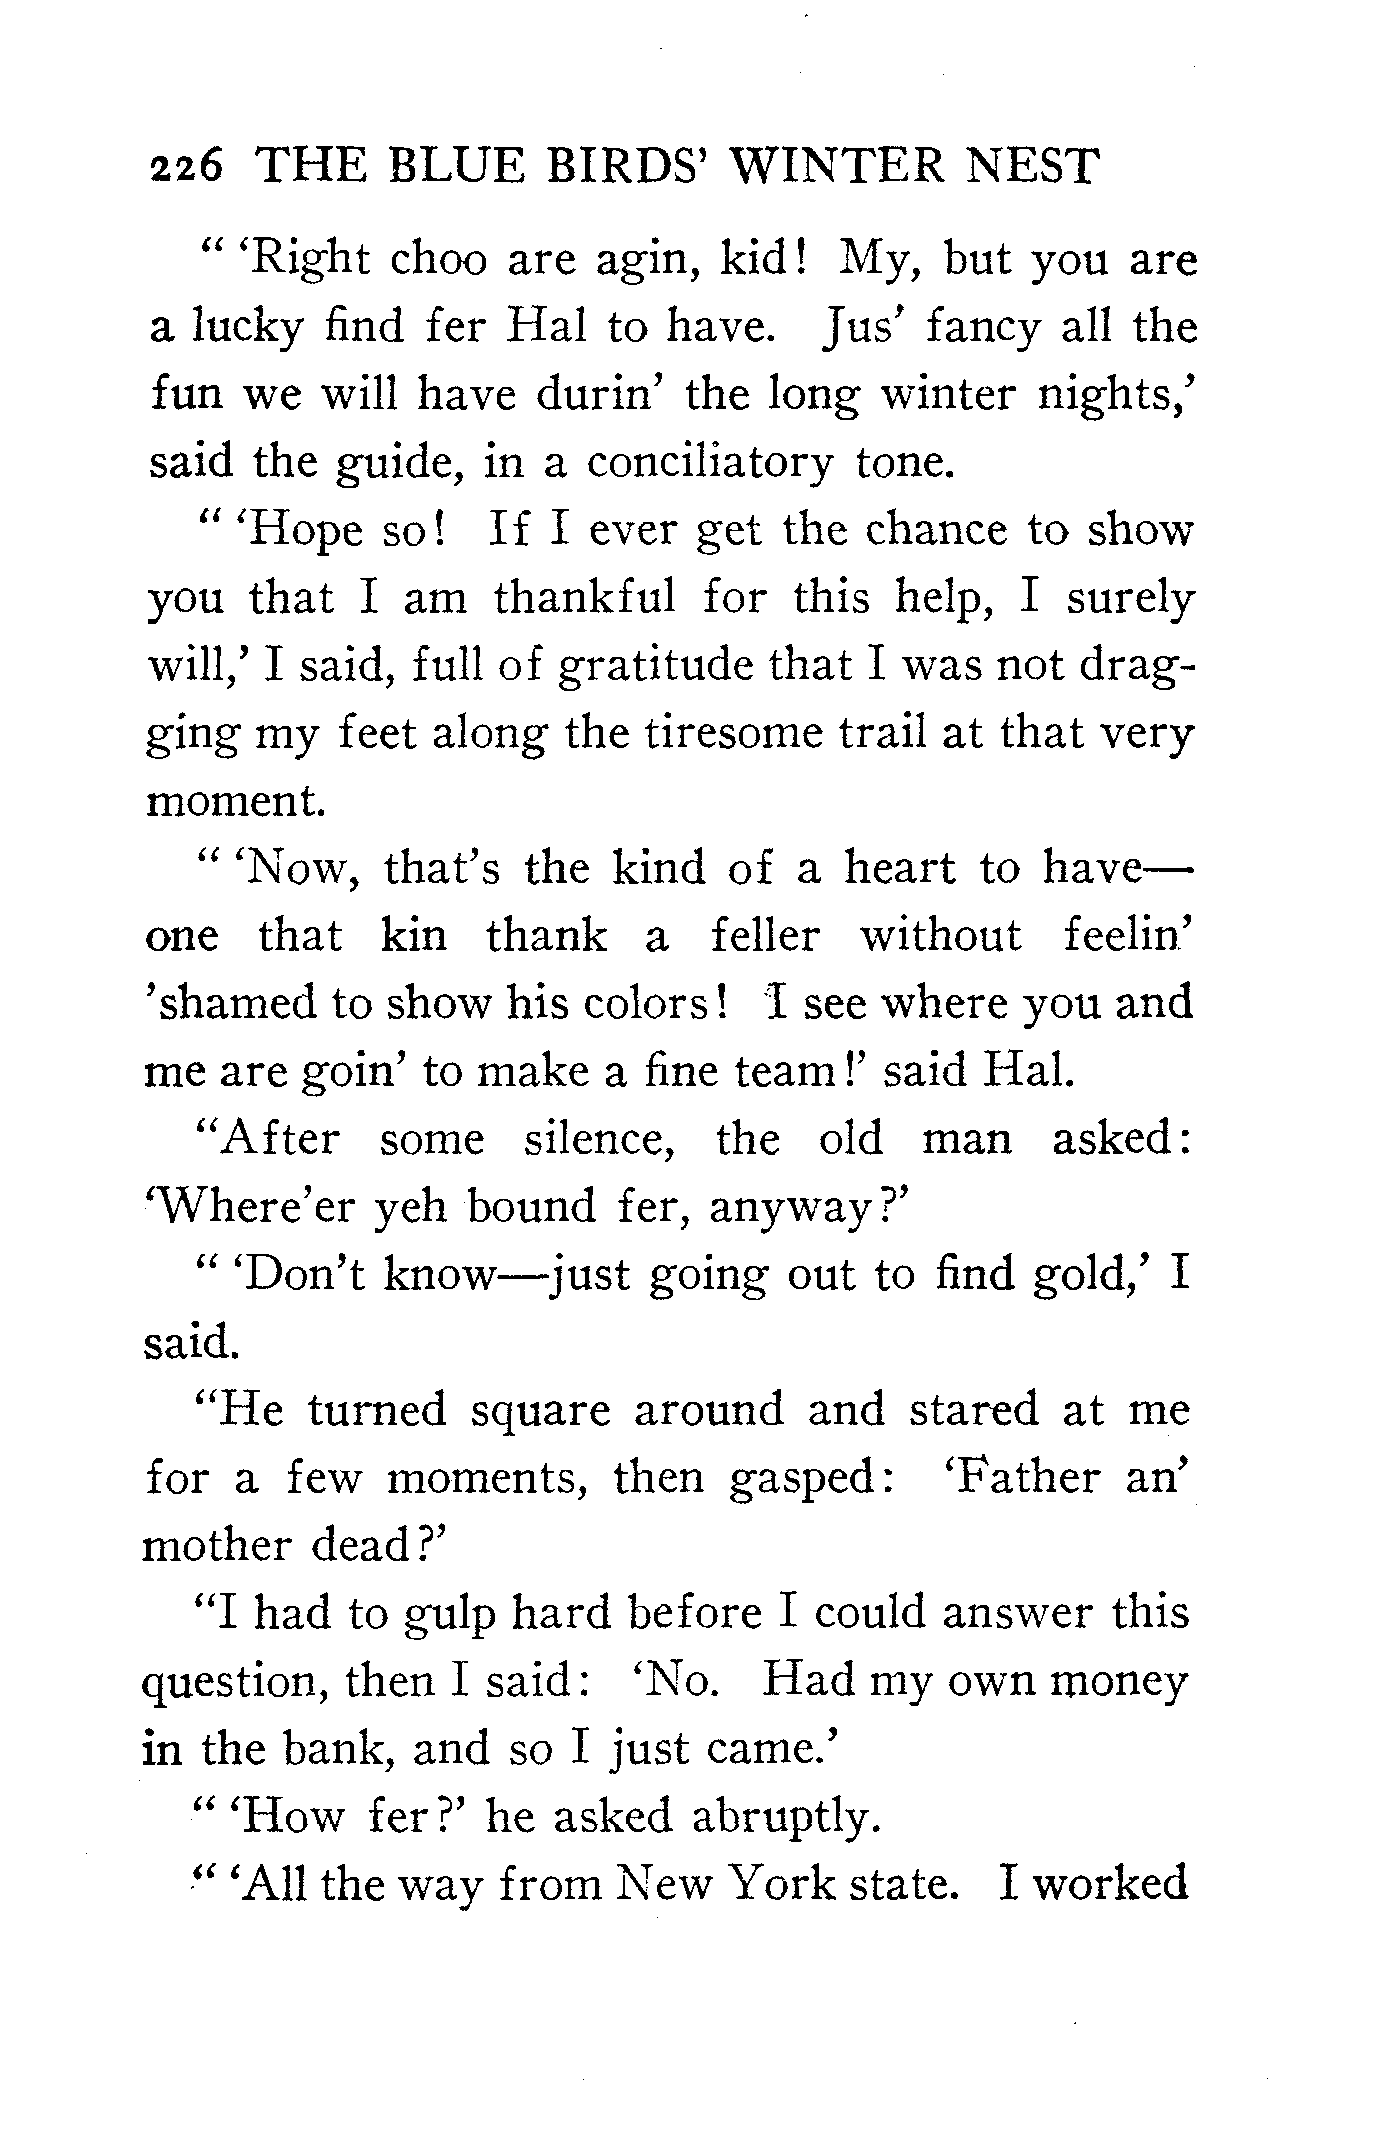 226 THE BLUE BIRDS’ WINTER NEST
“ ‘Right choo are agin, kid! My, but you are
a lucky find fer Hal to have. Jus’ fancy all the
fun we will have durin’ the long winter nights,’
said the guide, in a conciliatory tone.
“ ‘Hope so! If I ever get the chance to show
you that I am thankful for this help, I surely
will,’ I said, full of gratitude that I was not drag-
ging my feet along the tiresome trail at that very
moment.
“ ‘Now, that’s the kind of a heart to have—
one that kin thank a feller without feelin’
’shamed to show his colors! I see where you and
me are goin’ to make a fine team!’ said Hal.
“After some silence, the old man asked:
‘Where’er yeh bound fer, anyway?’
“ ‘Don’t know—just going out to find gold,’ I
said.
“He turned square around and stared at me
for a few moments, then gasped: ‘Father an’
mother dead?’
“I had to gulp hard before I could answer this
question, then I said: ‘No. Had my own money
in the bank, and so I just came.’
“ ‘How fer?’ he asked abruptly.
“ ‘All the way from New York state. I worked